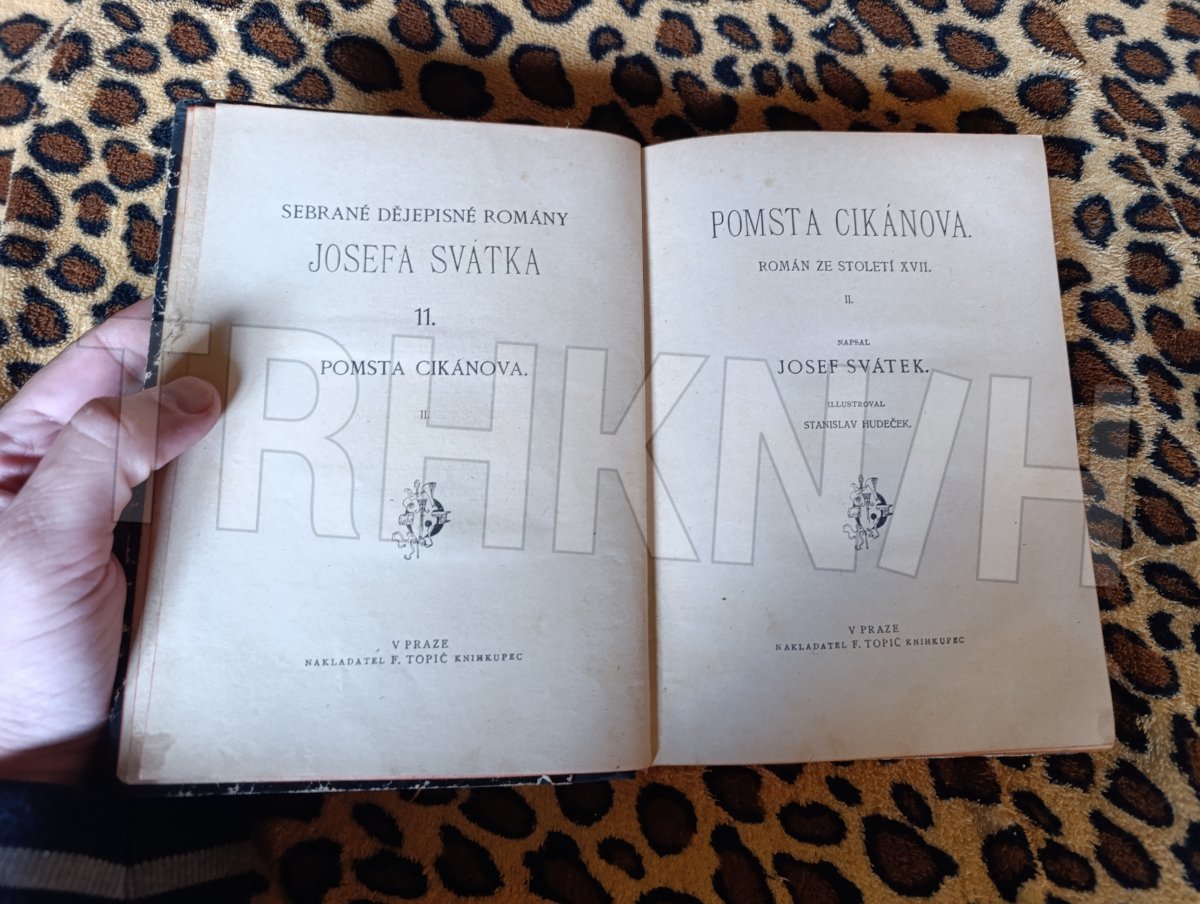 SEBRANÉ DĚJEPISNÉ ROMÁNY
JOSEFA SVÁTKA
11.
POMSTA CIKÁNOVA.
II.
V PRAZE
NAKLADATEL F. TOPIČ KNIHKUPEC
POMSTA CIKÁNOVA.
ROMÁN ZE STOLETÍ XVII.
II.
NAPSAL
JOSEF SVÁTEK.
ILLUSTROVAL
STANISLAV HUDEČEK.
V PRAZE
NAKLADATEL F. TOPIČ KNIHKUPEC
TRHKNIH